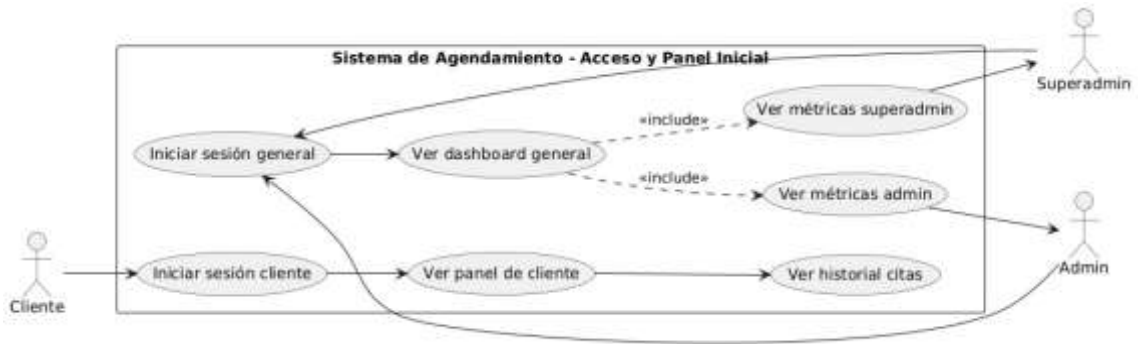 Sistema de Agendamiento - Acceso y Panel Inicial
Superadmin
Ver métricas superadmin
«include»
Iniciar sesión general
Ver dashboard general
«include»
Ver métricas admin
Admin
Iniciar sesión cliente
Ver panel de cliente
Ver historial citas
Cliente